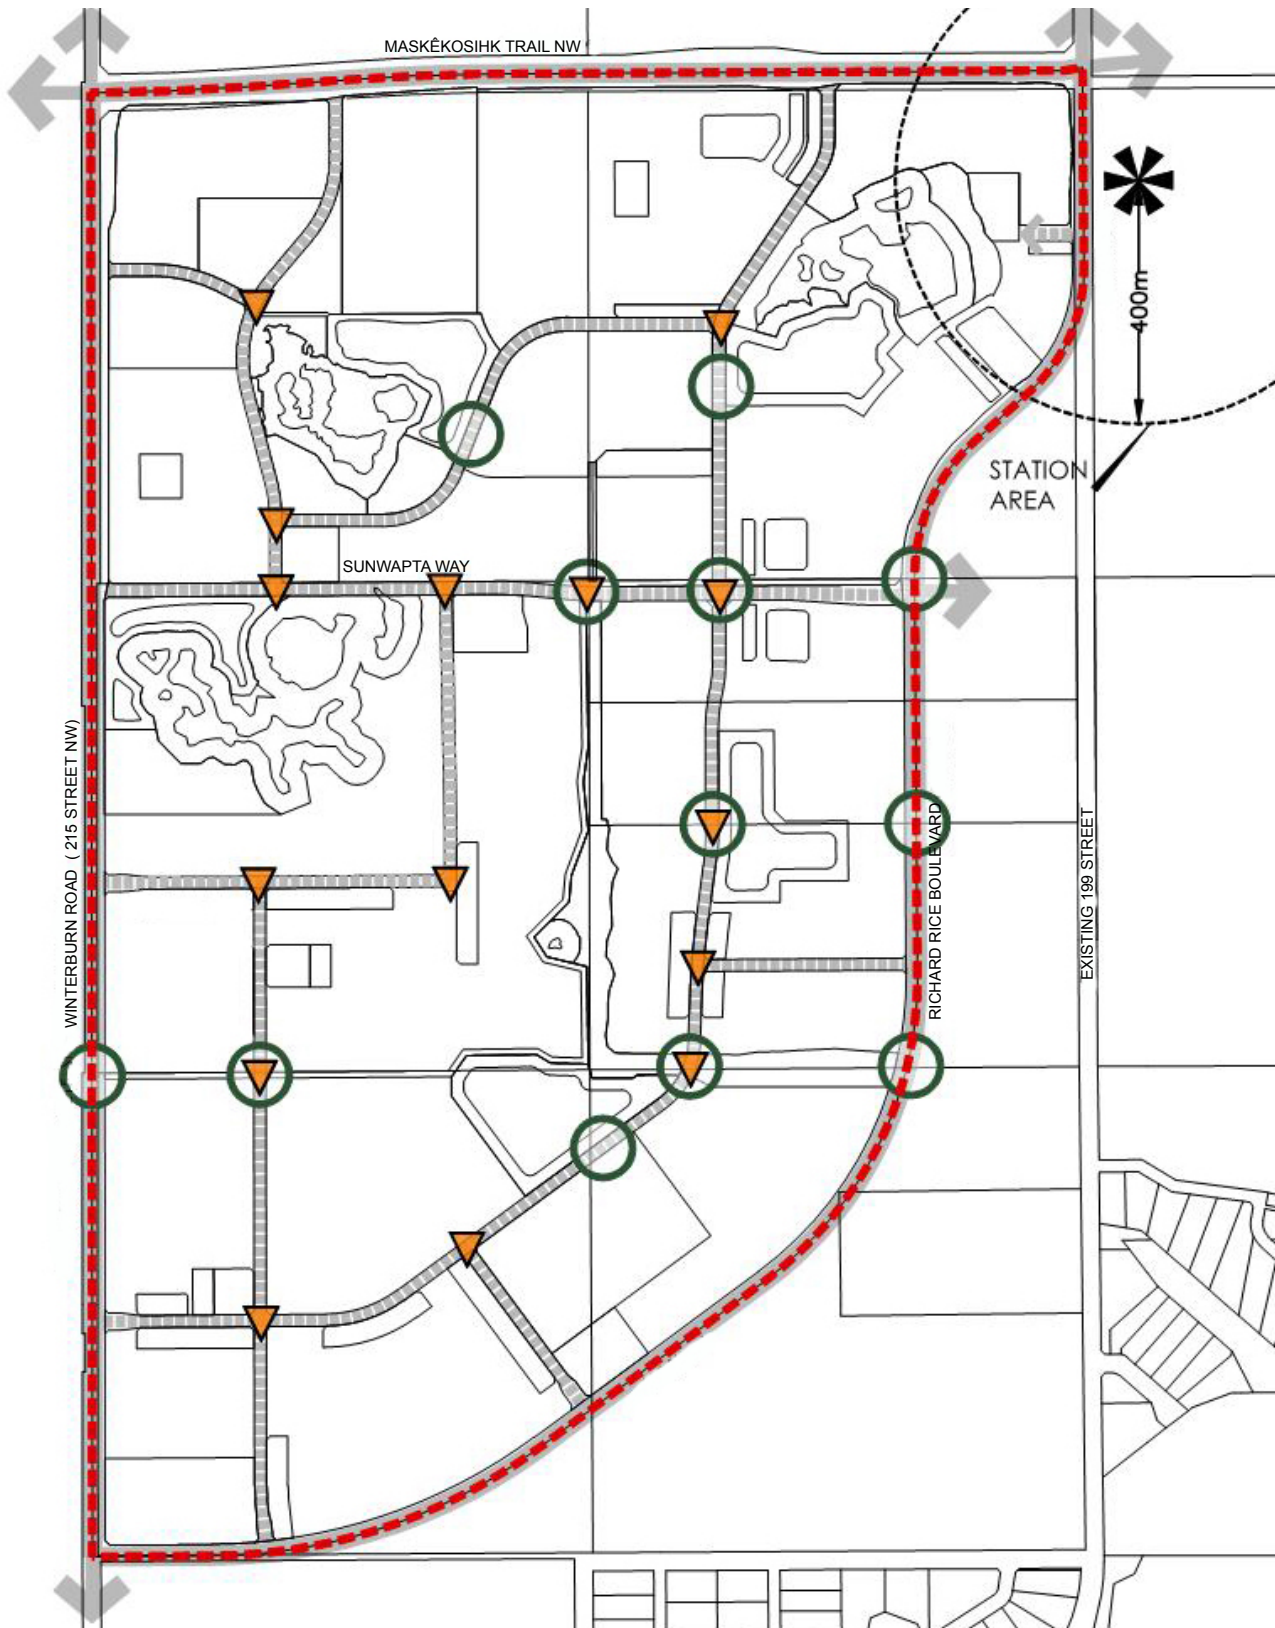 MASKÊKOSIHK TRAIL NW
400m
STATION
AREA
SUNWAPTA WAY
WINTERBURN ROAD ( 215 STREET NW)
RICHARD RICE BOULEVARD
EXISTING 199 STREET